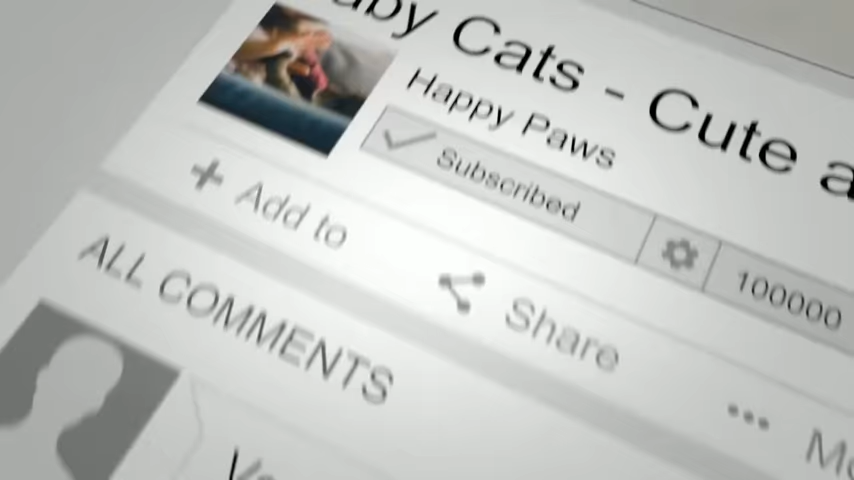 Cats - Cute
Happy Paws
Subscribed
100000
Add to
Share
ALL COMMENTS